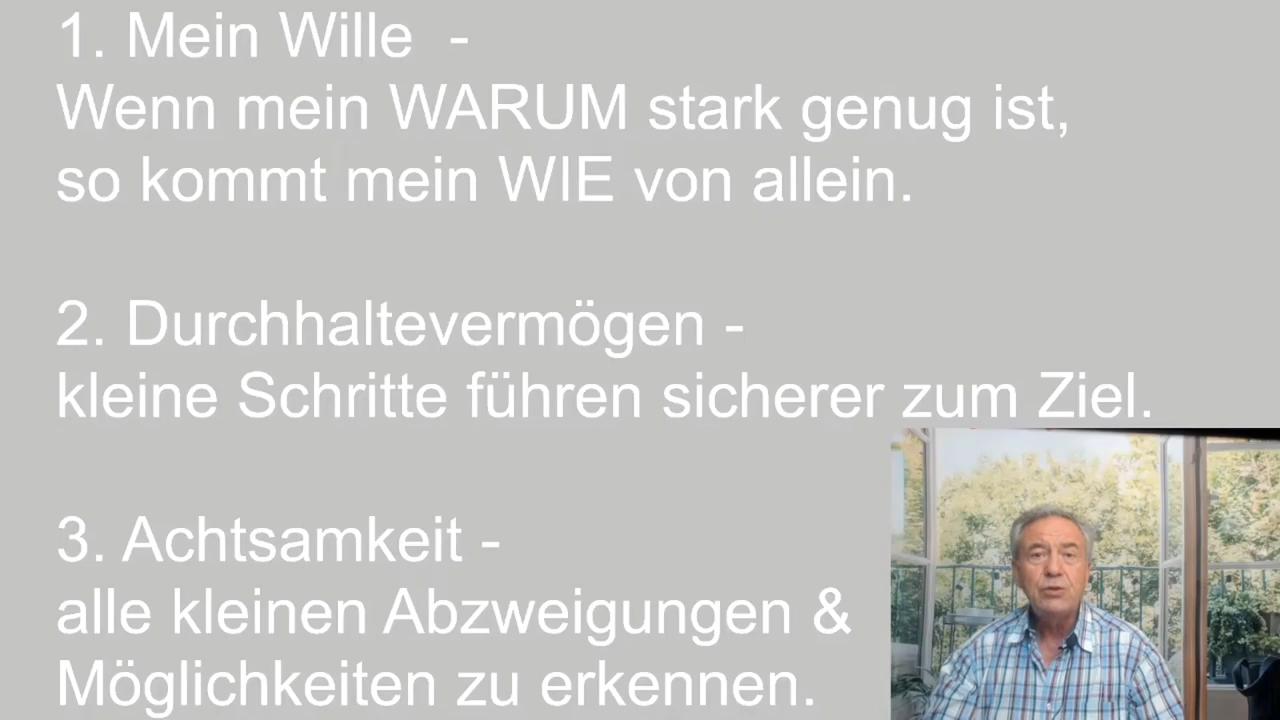 1. Mein Wille -
Wenn mein WARUM stark genug ist,
so kommt mein WIE von allein.
2. Durchhaltevermögen -
kleine Schritte führen sicherer zum Ziel.
3. Achtsamkeit -
alle kleinen Abzweigungen &
Möglichkeiten zu erkennen.